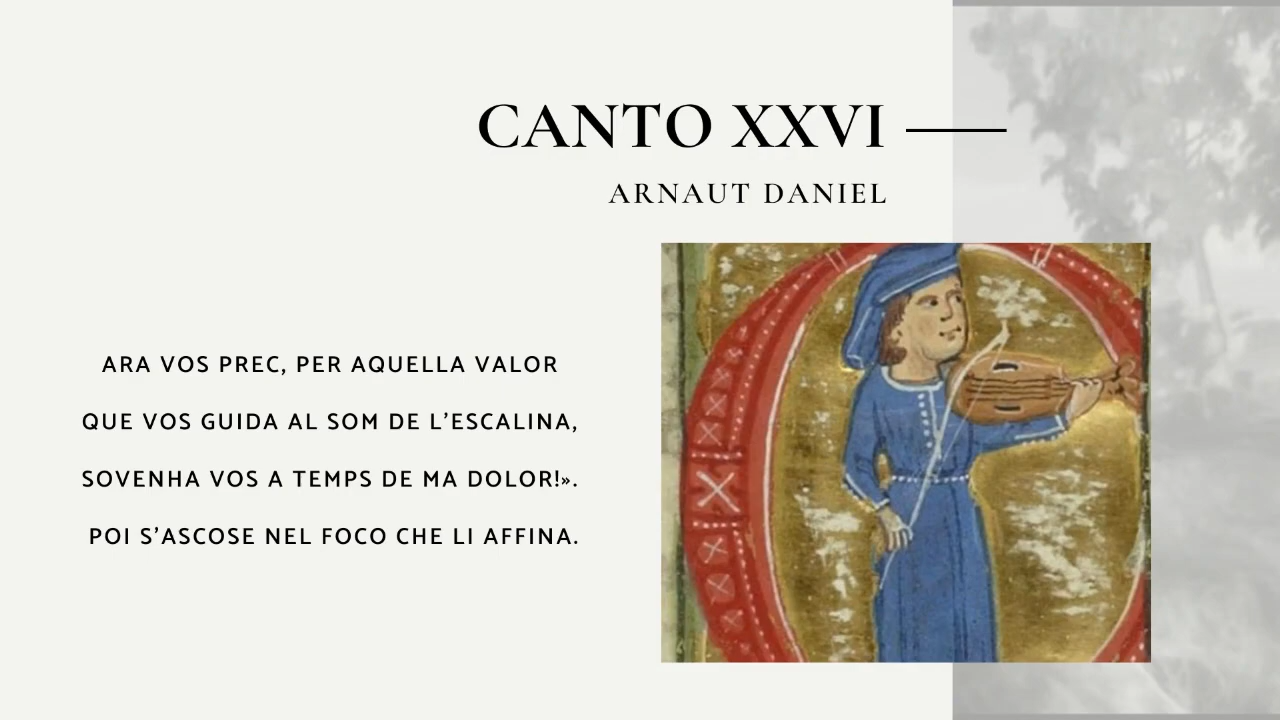 CANTO XXVI
ARNAUT DANIEL
ARA VOS PREC, PER AQUELLA VALOR
QUE VOS GUIDA AL SOM DE L’ESCALINA,
SOVENHA VOS A TEMPS DE MA DOLOR!».
POI S’ASCOSE NEL FOCO CHE LI AFFINA.